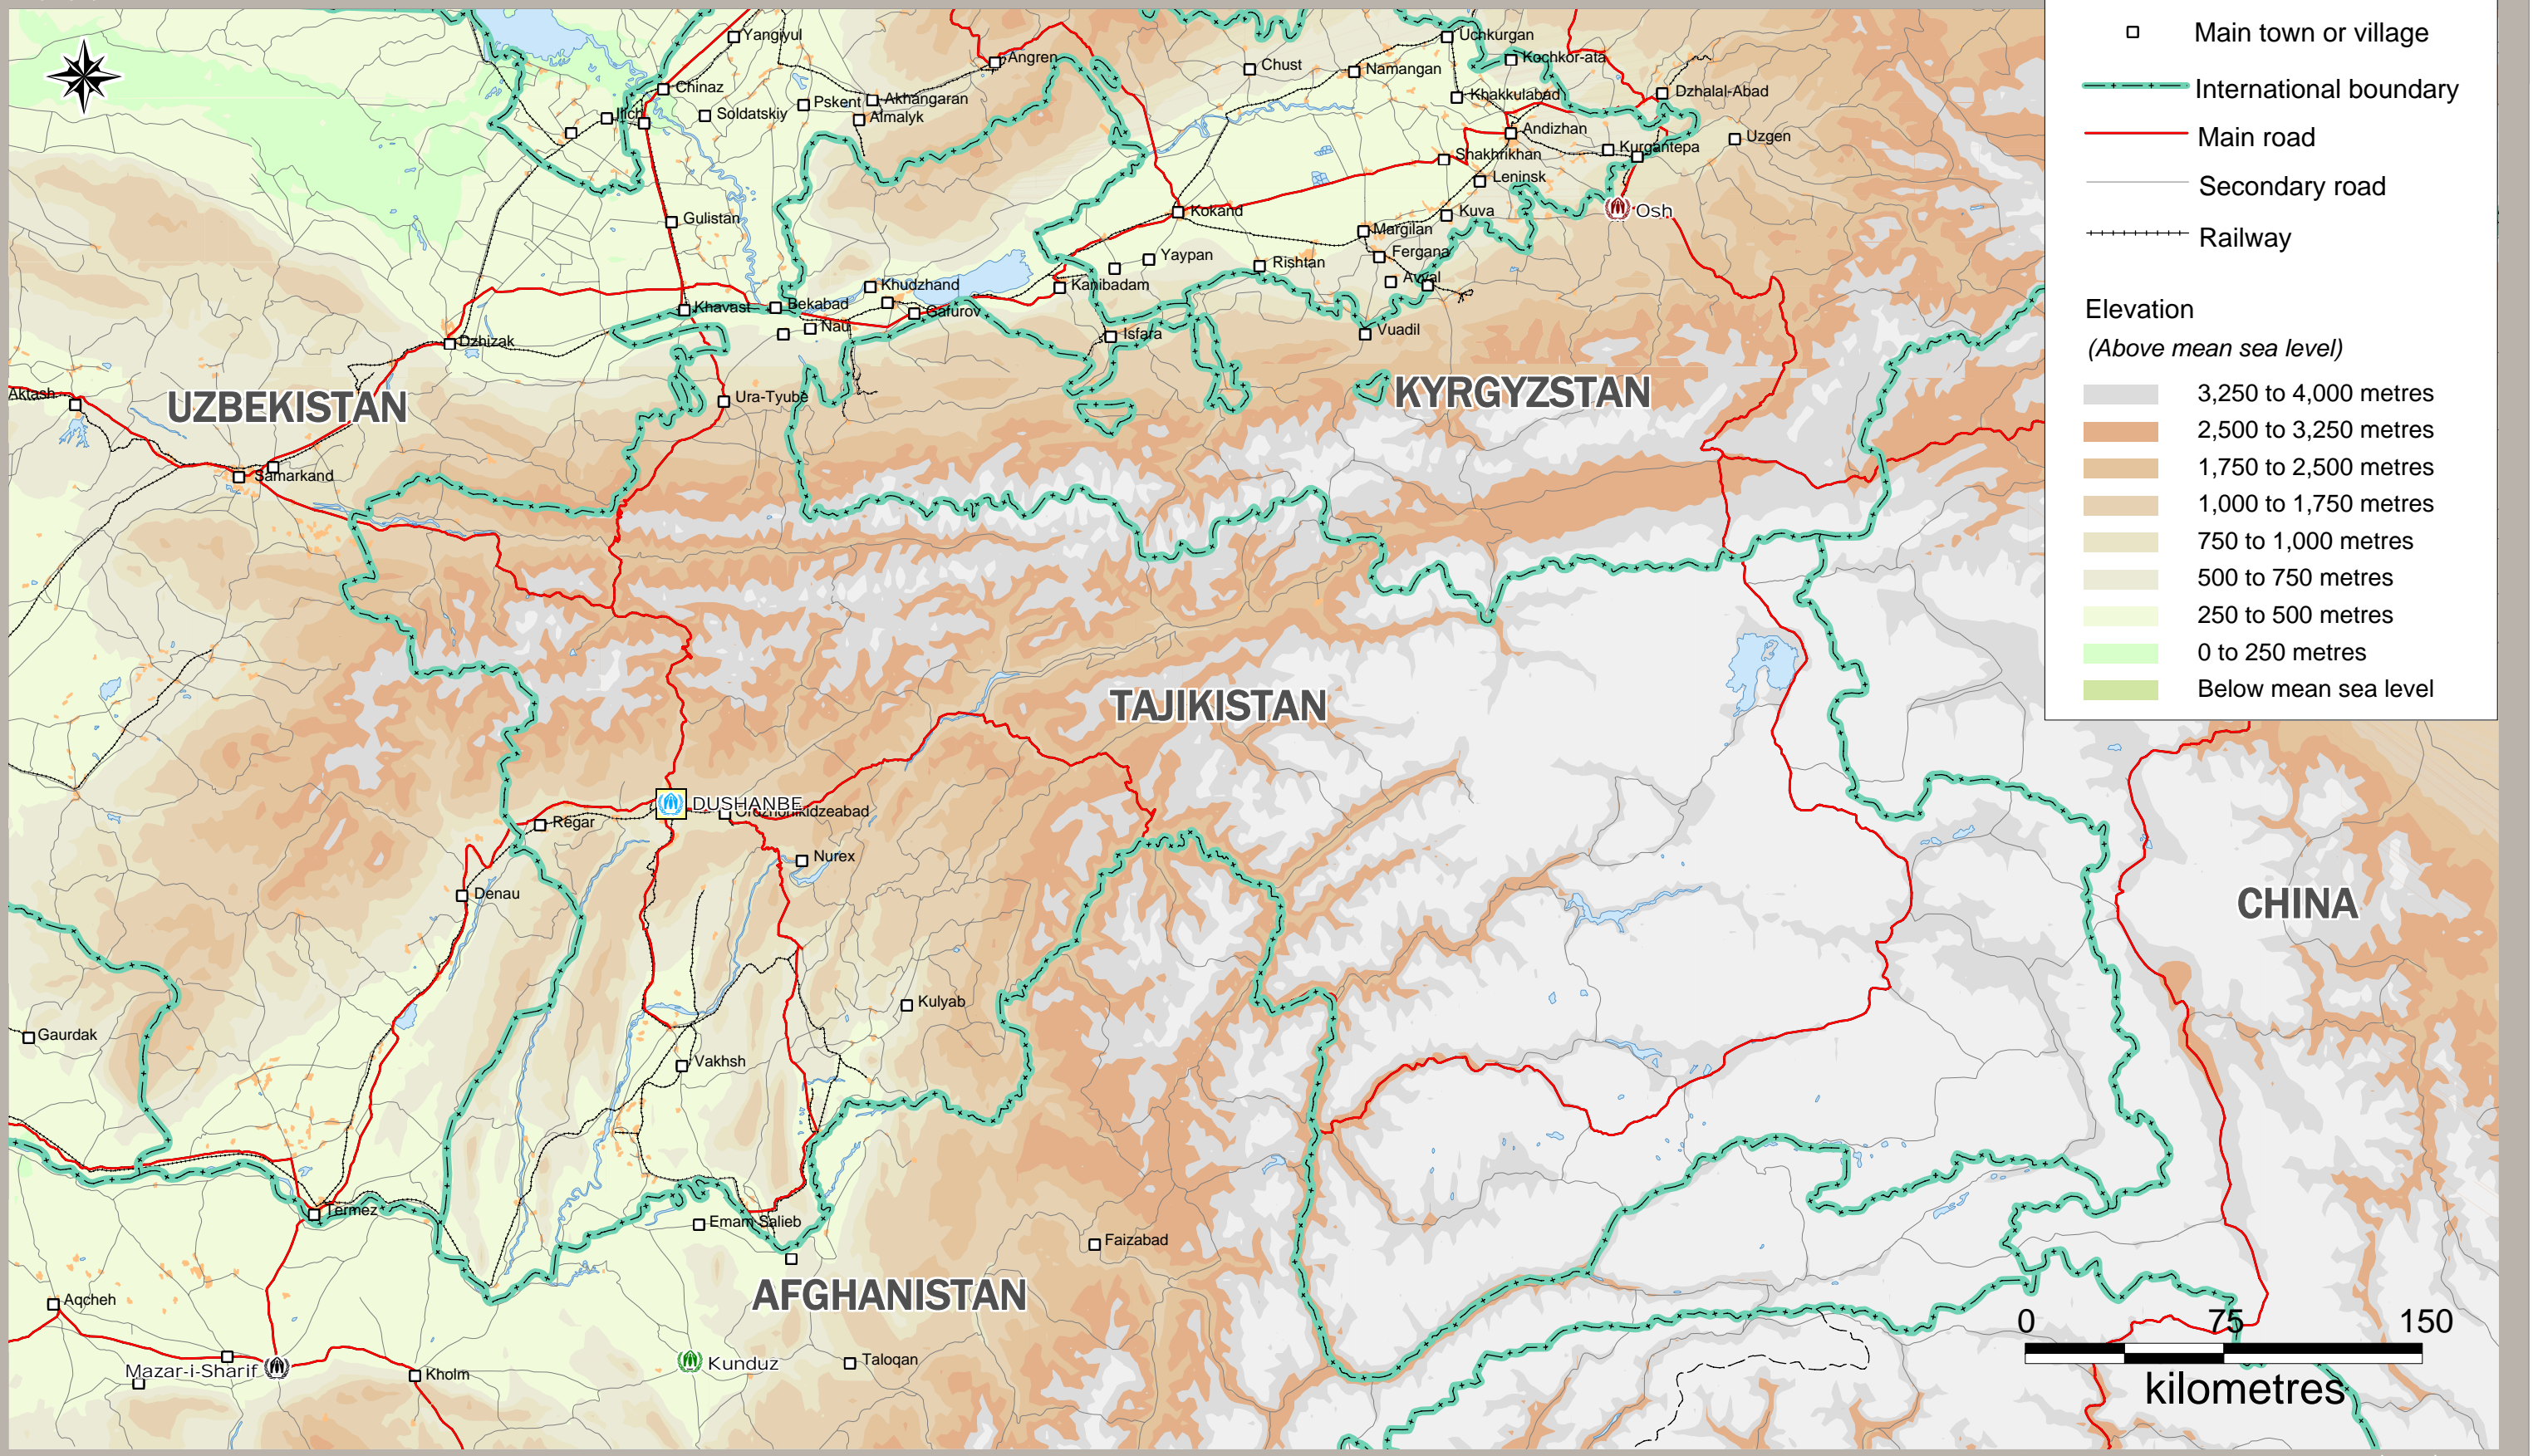 Yangiyul
Uchkurgan
Angren
Chust
Namangan
Kochkor-ata
Chinaz
Pskent
Akhangaran
Khakkulabad
Dzhalal-Abad
Soldatskiy
Ilich
Almalyk
Andizhan
Uzgen
Kurgantepa
Shakhrikhan
Leninsk
Gulistan
Kokand
Kuva
Osh
Margilan
Fergana
Yaypan
Rishtan
Khudzhand
Kanibadam
Khavast
Bekabad
Gafurov
Nau
Isfara
Vuadil
Dzhizak
Aktash
UZBEKISTAN
Ura-Tyube
KYRGYZSTAN
Samarkand
TAJIKISTAN
DUSHANBE
Ordzhonikidzeabad
Regar
Nurex
Denau
CHINA
Kulyab
Gaurdak
Vakhsh
Termez
Emam Salieb
Faizabad
AFGHANISTAN
Aqcheh
Mazar-i-Sharif
Kholm
Kunduz
Taloqan
Main town or village
International boundary
Main road
Secondary road
Railway
Elevation
(Above mean sea level)
3,250 to 4,000 metres
2,500 to 3,250 metres
1,750 to 2,500 metres
1,000 to 1,750 metres
750 to 1,000 metres
500 to 750 metres
250 to 500 metres
0 to 250 metres
Below mean sea level
0 75 150
kilometres